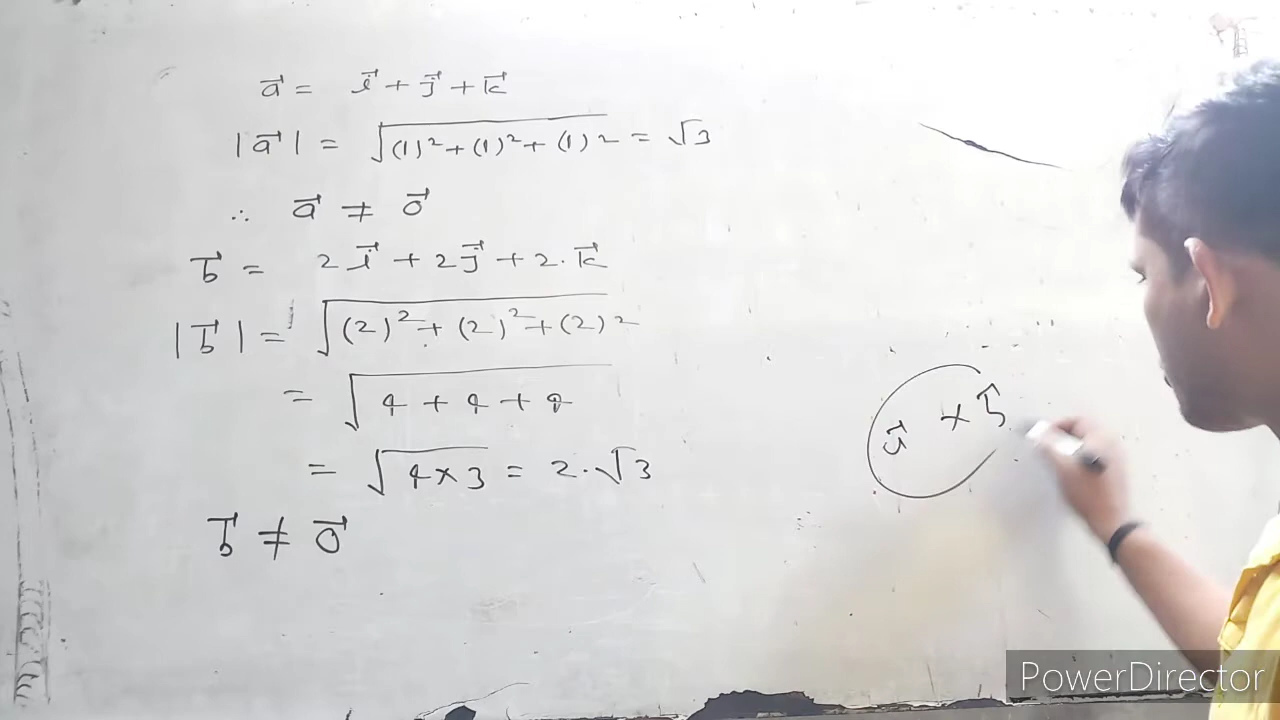 a⃗ = i⃗ + j⃗ + k⃗
|a⃗| = √((1)² + (1)² + (1)²) = √3
∴ a⃗ ≠ 0⃗
b⃗ = 2i⃗ + 2j⃗ + 2.k⃗
|b⃗| = √((2)² + (2)² + (2)²)
= √(4 + 4 + 4)
= √(4×3) = 2.√3
b⃗ ≠ 0⃗
PowerDirector